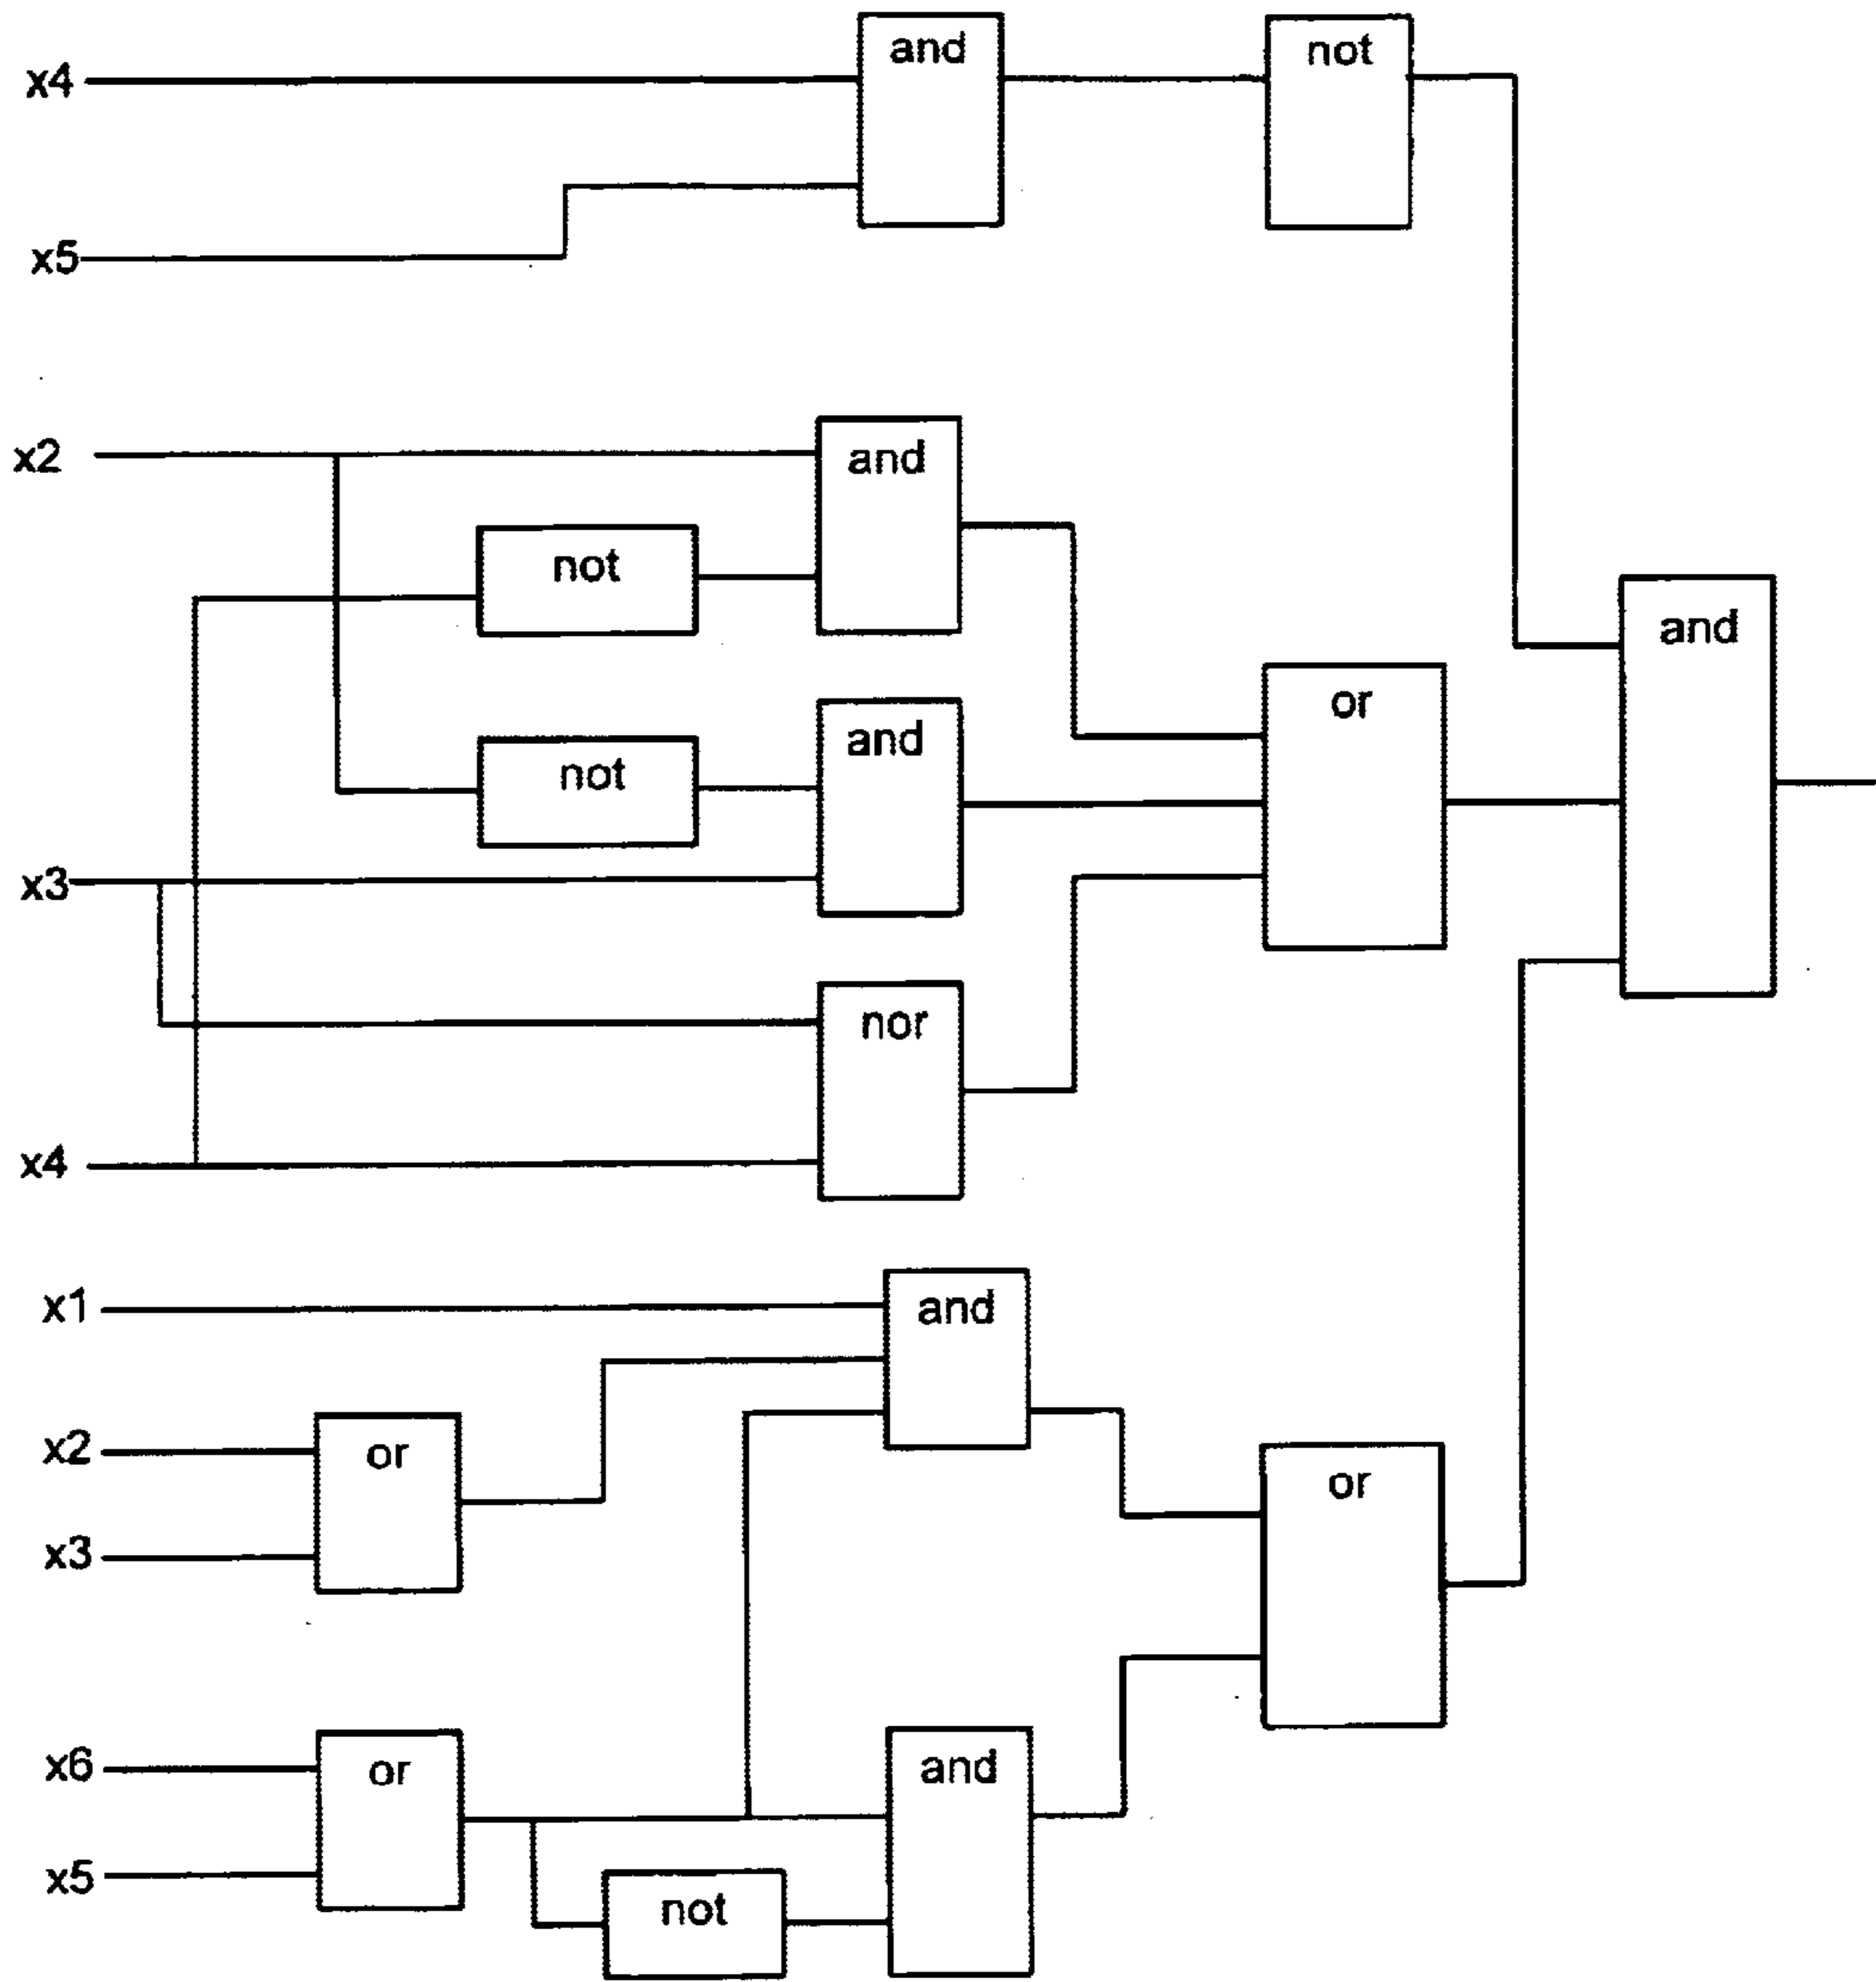 and
not
x4
x5
x2
and
not
and
or
and
not
x3
nor
x4
x1
and
x2
or
x3
or
x6
or
and
x5
not